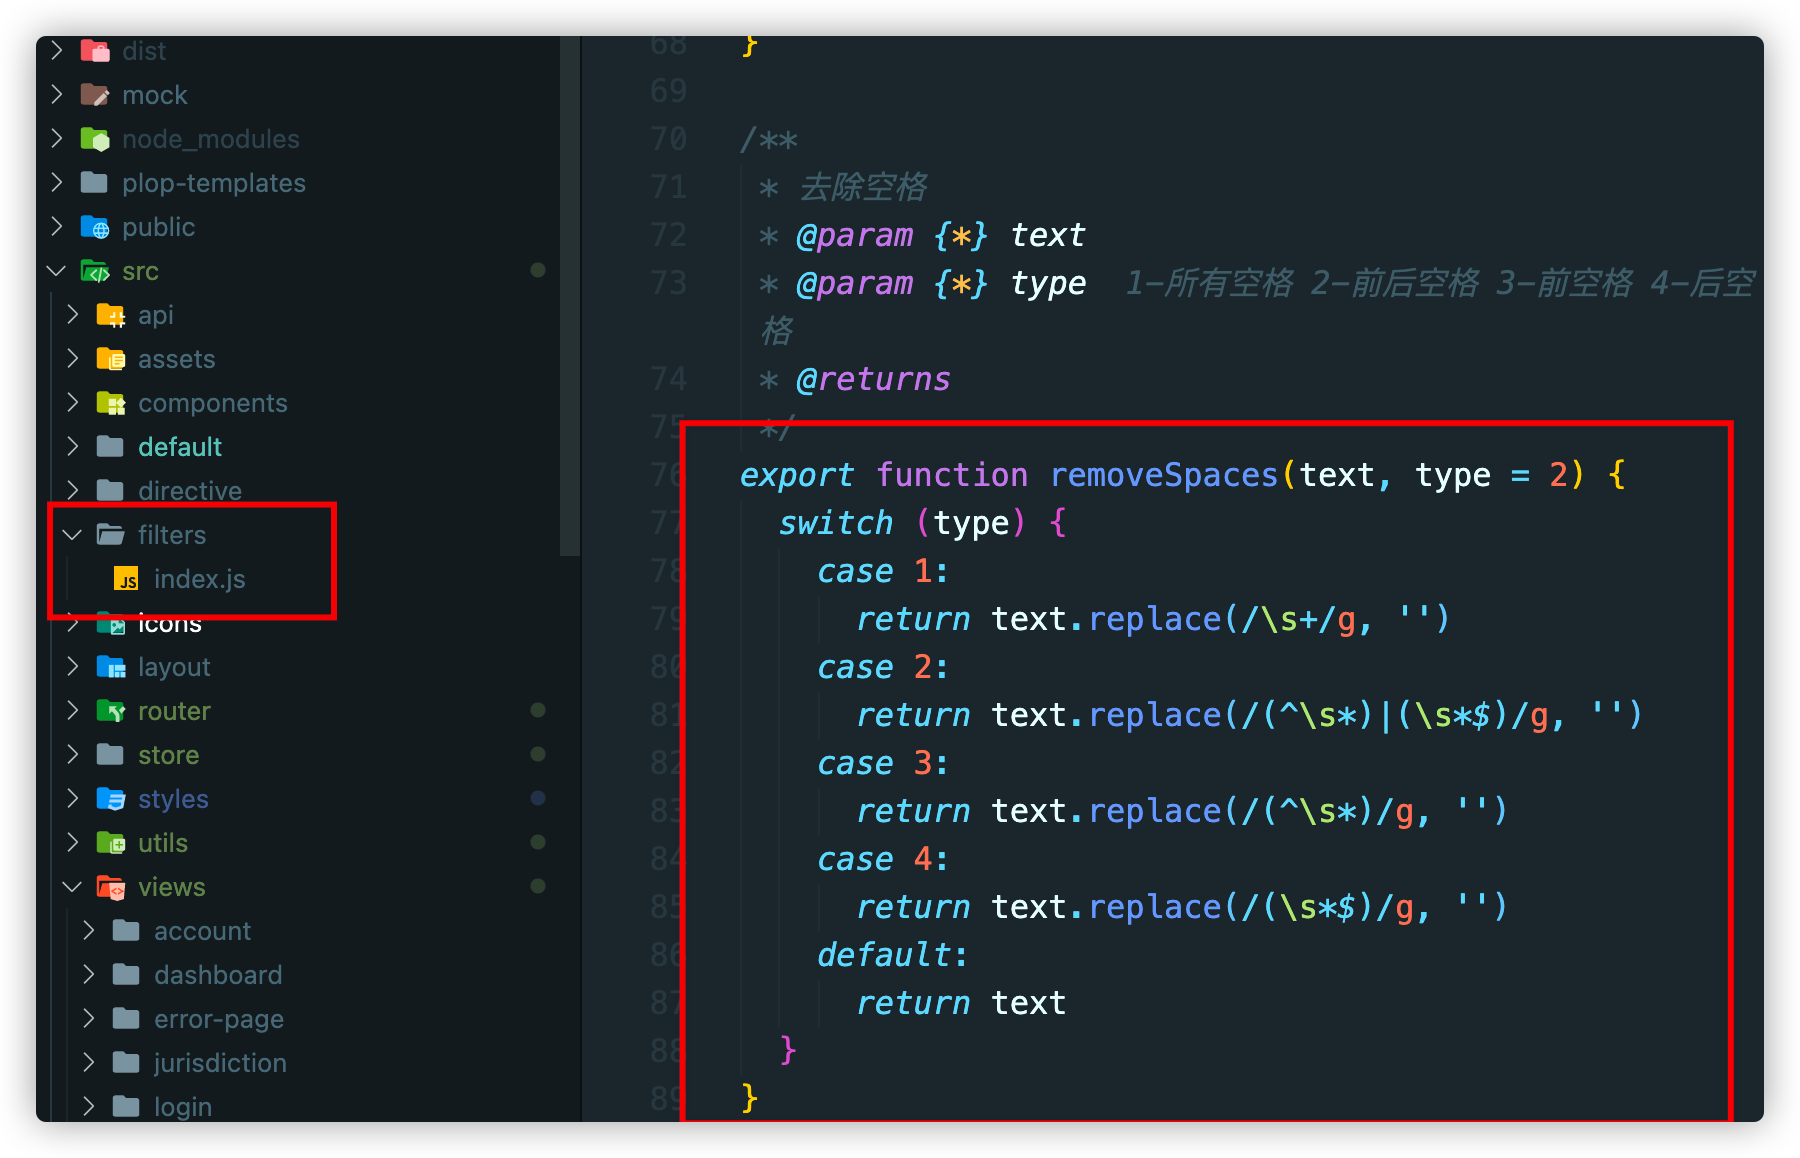 dist
mock
node_modules
plop-templates
public
src
api
assets
components
default
directive
filters
JS index.js
icons
layout
router
store
styles
utils
views
account
dashboard
error-page
jurisdiction
login
68 }
69
70 /**
71 * 去除空格
72 * @param {*} text
73 * @param {*} type 1-所有空格 2-前后空格 3-前空格 4-后空
格
74 * @returns
75 */
76 export function removeSpaces(text, type = 2) {
77 switch (type) {
78 case 1:
79 return text.replace(/\s+/g, '')
80 case 2:
81 return text.replace(/(^\s*)|(\s*$)/g, '')
82 case 3:
83 return text.replace(/(^\s*)/g, '')
84 case 4:
85 return text.replace(/(\s*$)/g, '')
86 default:
87 return text
88 }
89 }